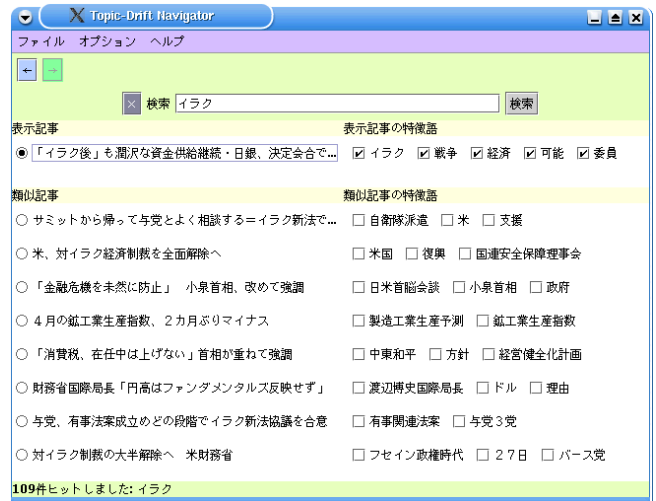 Topic-Drift Navigator
ファイル オプション ヘルプ
検索 イラク 検索
表示記事 表示記事の特徴語
「イラク後」も潤沢な資金供給継続・日銀、決定会合で... イラク 戦争 経済 可能 委員
類似記事 類似記事の特徴語
サミットから帰って与党とよく相談する=イラク新法で... 自衛隊派遣 米 支援
米、対イラク経済制裁を全面解除へ 米国 復興 国連安全保障理事会
「金融危機を未然に防止」 小泉首相、改めて強調 日米首脳会談 小泉首相 政府
4月の鉱工業生産指数、2カ月ぶりマイナス 製造工業生産予測 鉱工業生産指数
「消費税、在任中は上げない」首相が重ねて強調 中東和平 方針 経営健全化計画
財務省国際局長「円高はファンダメンタルズ反映せず」 渡辺博史国際局長 ドル 理由
与党、有事法案成立めどの段階でイラク新法協議を合意 有事関連法案 与党3党
対イラク制裁の大半解除へ 米財務省 フセイン政権時代 27日 バース党
109件ヒットしました: イラク